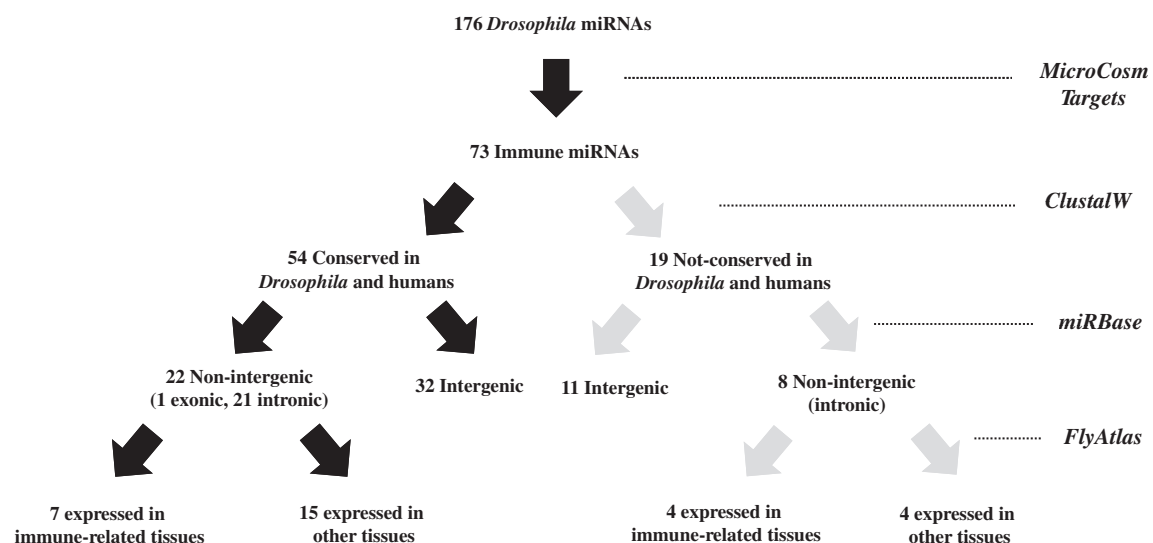 176 Drosophila miRNAs
MicroCosm
Targets
73 Immune miRNAs
ClustalW
54 Conserved in
Drosophila and humans
19 Not-conserved in
Drosophila and humans
miRBase
22 Non-intergenic
(1 exonic, 21 intronic)
32 Intergenic
11 Intergenic
8 Non-intergenic
(intronic)
FlyAtlas
7 expressed in
immune-related tissues
15 expressed in
other tissues
4 expressed in
immune-related tissues
4 expressed in
other tissues